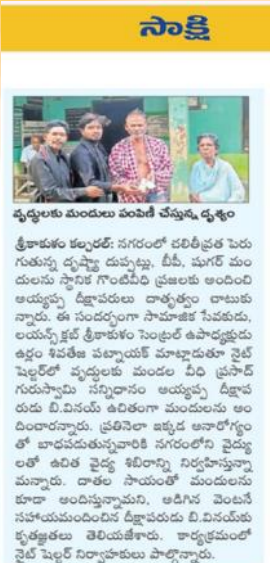 సాక్షి
వృద్ధులకు మందులు పంపిణీ చేస్తున్న దృశ్యం
శ్రీకాకుళం కల్చరల్: నగరంలో చలితీవ్రత పెరు
గుతున్న దృష్ట్యా దుప్పట్లు, బీపీ, షుగర్ మం
దులను స్థానిక గొంటివీధి ప్రజలకు అందించి
అయ్యప్ప దీక్షాపరులు దాతృత్వం చాటుకు
న్నారు. ఈ సందర్భంగా సామాజిక సేవకుడు,
లయన్స్ క్లబ్ శ్రీకాకుళం సెంట్రల్ ఉపాధ్యక్షుడు
ఉర్లం శివతేజ పట్నాయక్ మాట్లాడుతూ నైట్
షెల్టర్‌లో వృద్ధులకు మండల వీధి ప్రసాద్
గురుస్వామి సన్నిధానం అయ్యప్ప దీక్షాప
రుడు బి.వినయ్ ఉచితంగా మందులను అం
దించారన్నారు. ప్రతినెలా ఇక్కడ అనారోగ్యం
తో బాధపడుతున్నవారికి నగరంలోని వైద్యు
లతో ఉచిత వైద్య శిబిరాన్ని నిర్వహిస్తున్నా
మన్నారు. దాతల సాయంతో మందులను
కూడా అందిస్తున్నామని, అడిగిన వెంటనే
సహాయమందించిన దీక్షాపరుడు బి.వినయ్‌కు
కృతజ్ఞతలు తెలియజేశారు. కార్యక్రమంలో
నైట్ షెల్టర్ నిర్వాహకులు పాల్గొన్నారు.